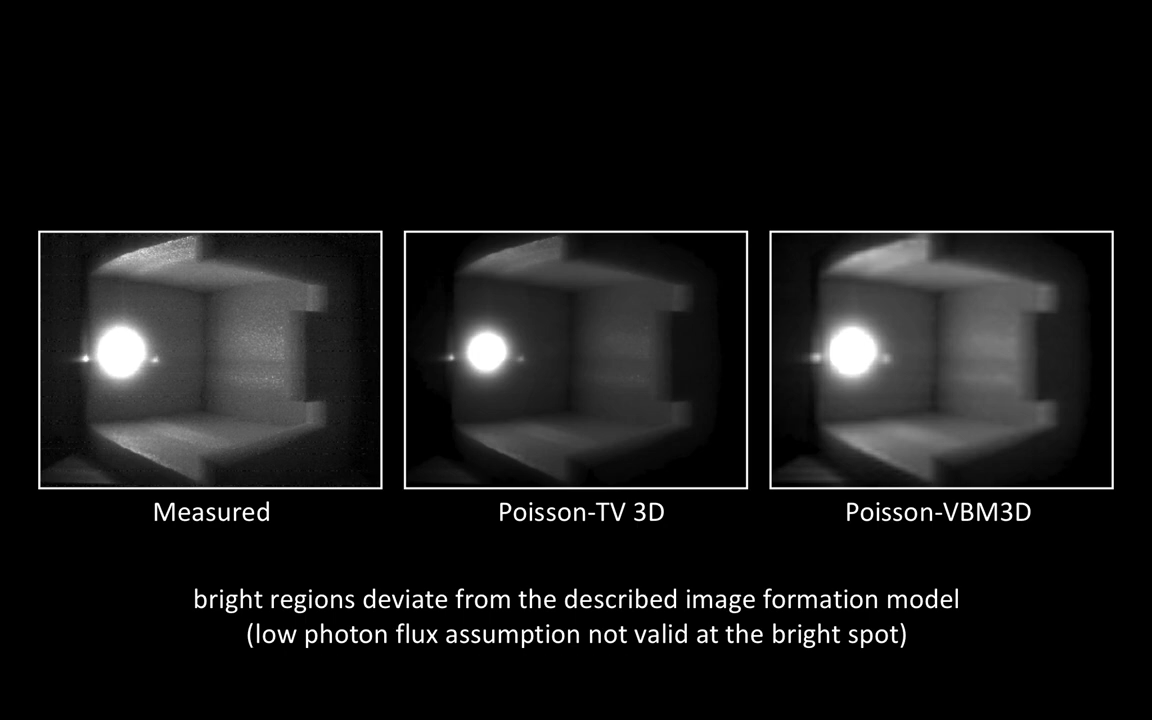 Measured
Poisson-TV 3D
Poisson-VBM3D
bright regions deviate from the described image formation model
(low photon flux assumption not valid at the bright spot)